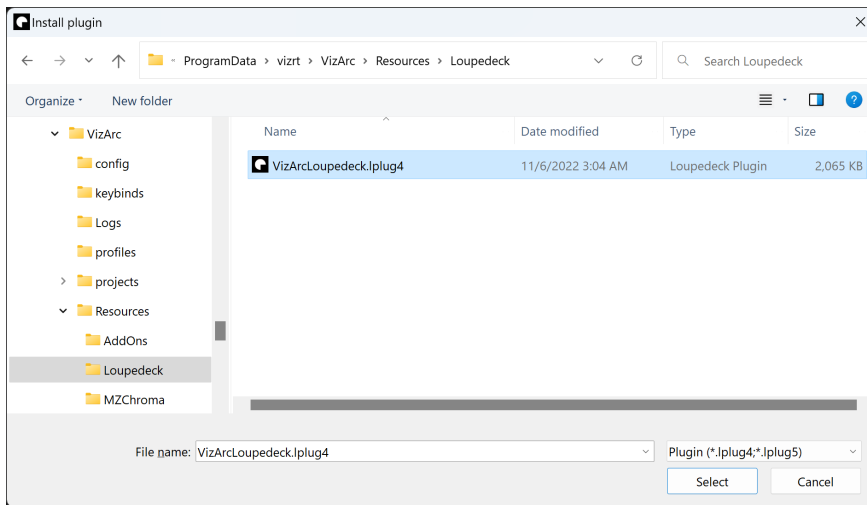 Install plugin
« ProgramData > vizrt > VizArc > Resources > Loupedeck
Search Loupedeck
Organize
New folder
Name
Date modified
Type
Size
VizArc
config
keybinds
Logs
profiles
projects
Resources
AddOns
Loupedeck
MZChroma
VizArcLoupedeck.lplug4
11/6/2022 3:04 AM
Loupedeck Plugin
2,065 KB
File name:
VizArcLoupedeck.lplug4
Plugin (*.lplug4;*.lplug5)
Select
Cancel